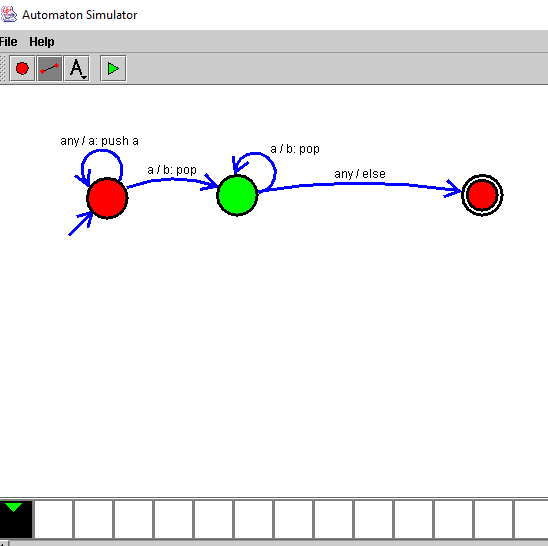 Automaton Simulator
File Help
A
any / a: push a
a / b: pop
a / b: pop
any / else